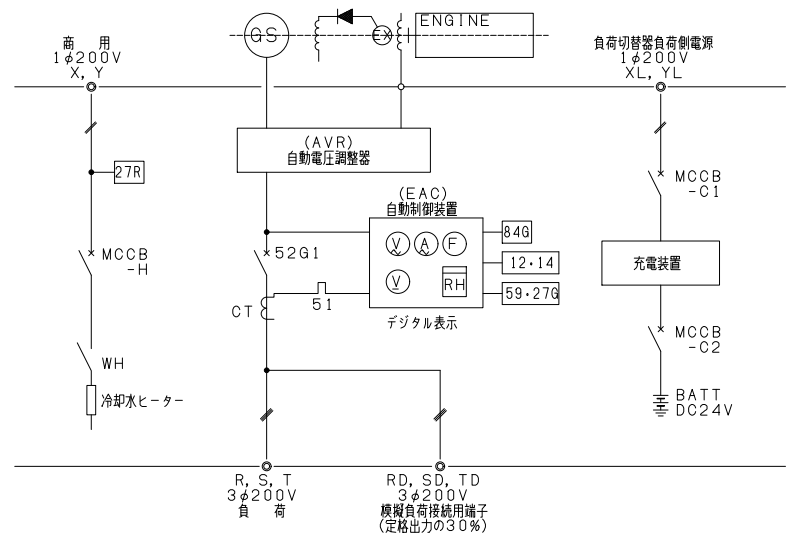 商　用
1φ200V
X, Y
GS
EX
ENGINE
負荷切替器負荷側電源
1φ200V
XL, YL
(AVR)
自動電圧調整器
27R
MCCB
-H
WH
冷却水ヒーター
(EAC)
自動制御装置
V
A
F
V
RH
デジタル表示
84G
12・14
59・27G
52G1
CT
51
MCCB
-C1
充電装置
MCCB
-C2
BATT
DC24V
R, S, T
3φ200V
負　荷
RD, SD, TD
3φ200V
模擬負荷接続用端子
(定格出力の30%)